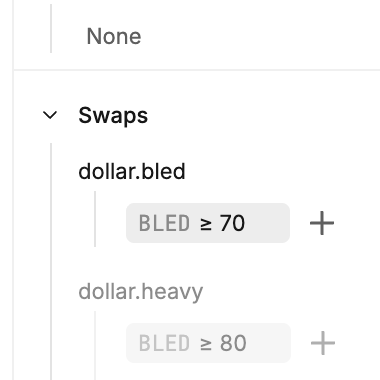 None
Swaps
dollar.bled
BLED ≥ 70
dollar.heavy
BLED ≥ 80